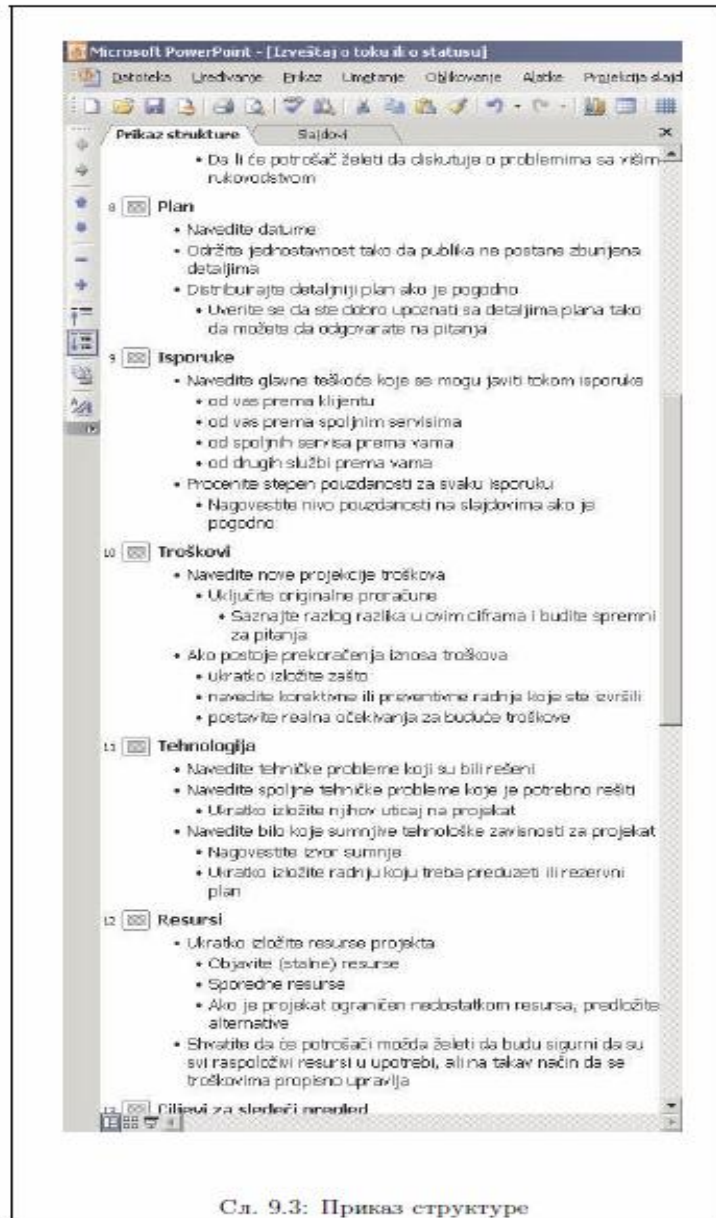 Microsoft PowerPoint - [Izveštaj o toku ili o statusu]
Datoteka Uređivanje Prikaz Umetanje Oblikovanje Alatke Projekcija slajd
Prikaz strukture Slajdovi
• Da li će potrošač želeti da diskutuje o problemima sa višim
rukovodstvom
8 Plan
• Navedite datume
• Održite jednostavnost tako da publika ne postane zbunjena
detaljima
• Distribuirajte detaljniji plan ako je pogodno
• Uverite se da ste dobro upoznati sa detaljima plana tako
da možete da odgovarate na pitanja
9 Isporuke
• Navedite glavne teškoće koje se mogu javiti tokom isporuke
• od vas prema klijentu
• od vas prema spoljnim servisima
• od spoljnih servisa prema vama
• od drugih službi prema vama
• Procenite stepen pouzdanosti za svaku isporuku
• Nagovestite nivo pouzdanosti na slajdovima ako je
pogodno
10 Troškovi
• Navedite nove projekcije troškova
• Uključite originalne proračune
• Saznajte razlog razlika u ovim ciframa i budite spremni
za pitanja
• Ako postoje prekoračenja iznosa troškova
• ukratko izložite zašto
• navedite korektivne ili preventivne radnje koje ste izvršili
• postavite realna očekivanja za buduće troškove
11 Tehnologija
• Navedite tehničke probleme koji su bili rešeni
• Navedite spoljne tehničke probleme koje je potrebno rešiti
• Ukratko izložite njihov uticaj na projekat
• Navedite bilo koje sumnjive tehnološke zavisnosti za projekat
• Nagovestite izvor sumnje
• Ukratko izložite radnju koju treba preduzeti ili rezervni
plan
12 Resursi
• Ukratko izložite resurse projekta
• Objavite (stalne) resurse
• Sporedne resurse
• Ako je projekat ograničen nedostatkom resursa, predložite
alternative
• Shvatite da će potrošači možda želeti da budu sigurni da su
svi raspoloživi resursi u upotrebi, ali na takav način da se
troškovima propisno upravlja
13 Ciljevi za sledeći pregled
Сл. 9.3: Приказ структуре